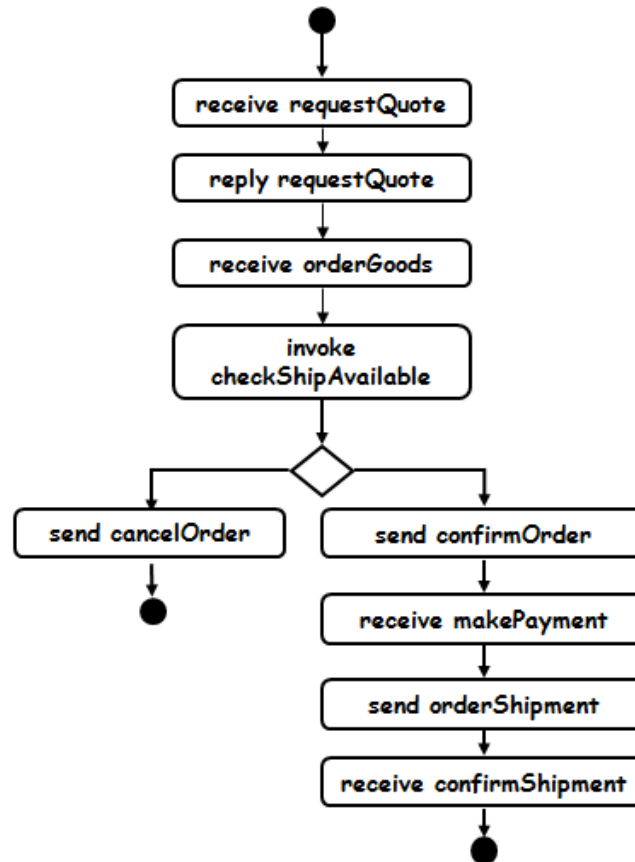 receive requestQuote
reply requestQuote
receive orderGoods
invoke
checkShipAvailable
send cancelOrder
send confirmOrder
receive makePayment
send orderShipment
receive confirmShipment